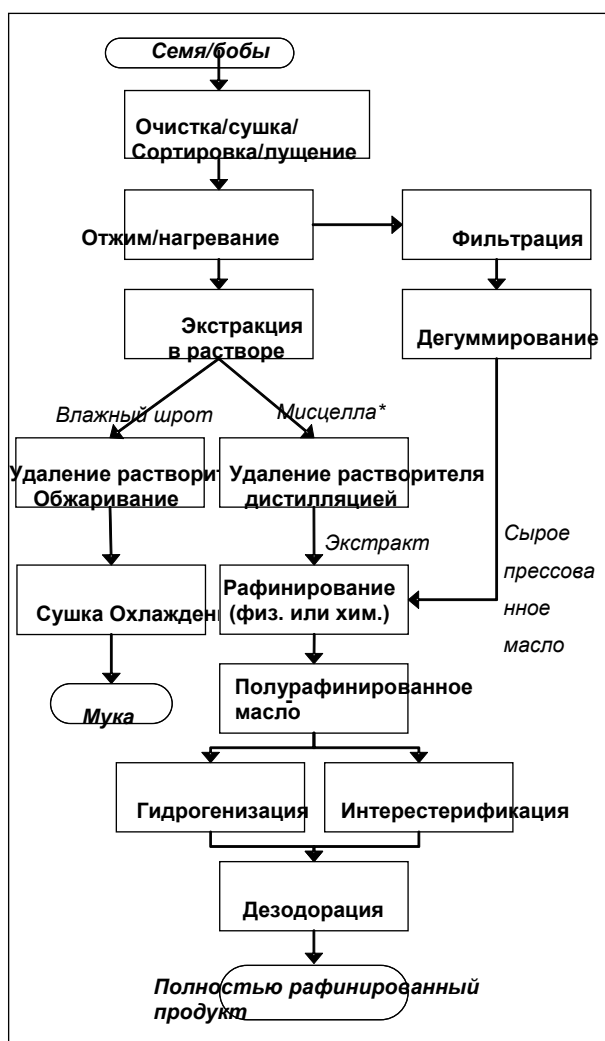 Семя/бобы
Очистка/сушка/
Сортировка/лущение
Отжим/нагревание
Фильтрация
Экстракция
в растворе
Дегуммирование
Влажный шрот
Мисцелла*
Удаление растворит
Обжаривание
Удаление растворителя
дистилляцией
Экстракт
Сырое
прессова
нное
масло
Сушка Охлажден
Рафинирование
(физ. или хим.)
Мука
Полурафинированное
масло
Гидрогенизация
Интерестерификация
Дезодорация
Полностью рафинированный
продукт